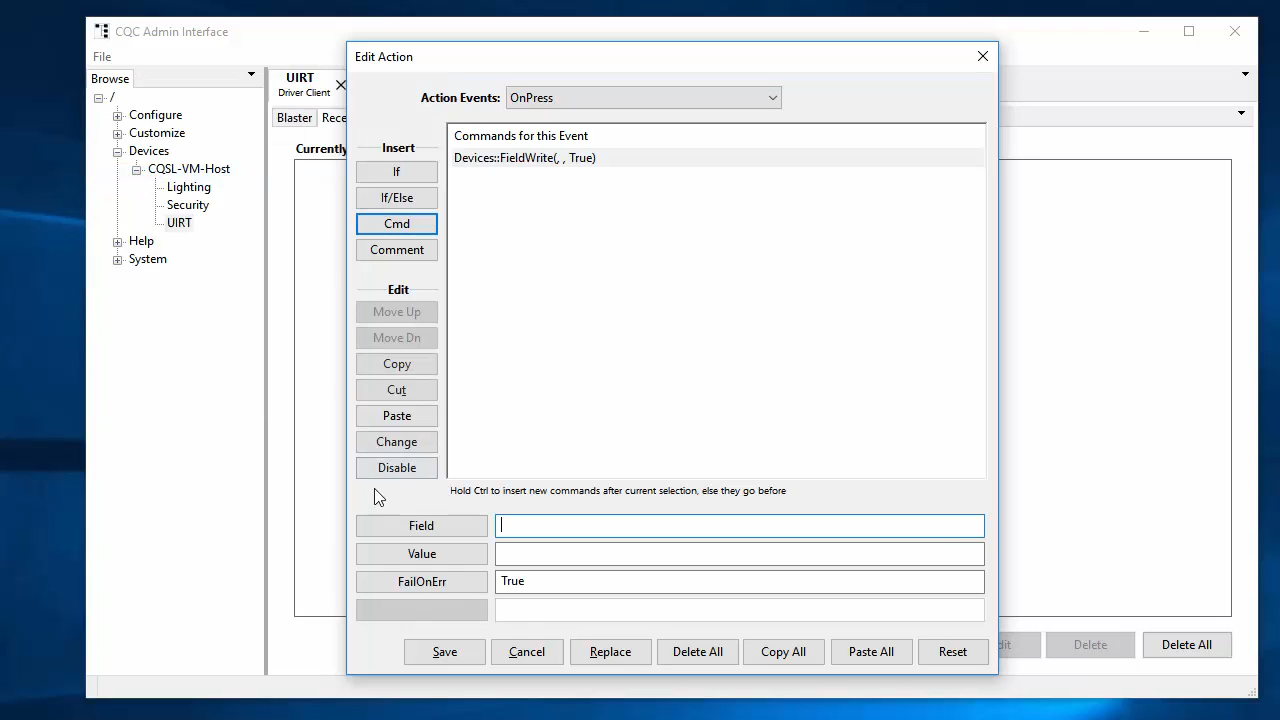 CQC Admin Interface
File
Browse
/
Configure
Customize
Devices
CQSL-VM-Host
Lighting
Security
UIRT
Help
System
UIRT
Driver Client
Blaster
Currently
Edit Action
Action Events: OnPress
Insert
If
If/Else
Cmd
Comment
Edit
Move Up
Move Dn
Copy
Cut
Paste
Change
Disable
Commands for this Event
Devices::FieldWrite(, , True)
Hold Ctrl to insert new commands after current selection, else they go before
Field
Value
FailOnErr True
Save Cancel Replace Delete All Copy All Paste All Reset
Delete Delete All